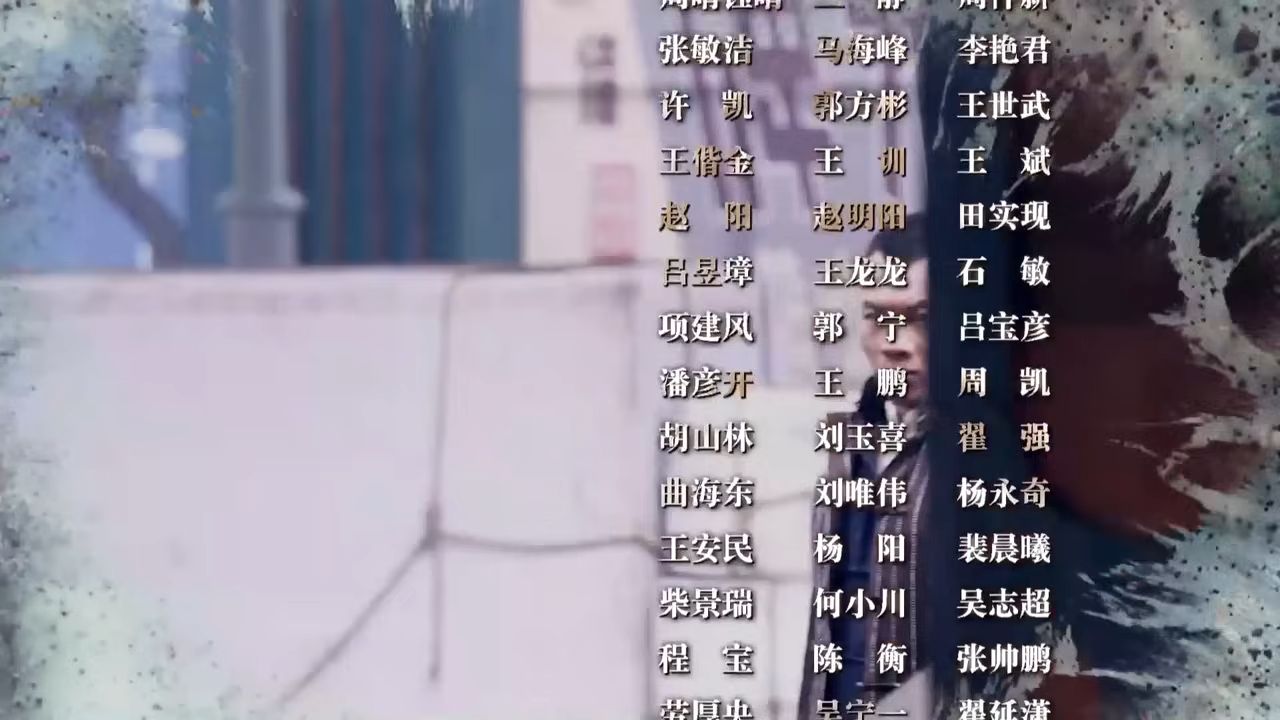 张敏洁 马海峰 李艳君
许凯 郭方彬 王世武
王偕金 王训 王斌
赵阳 赵明阳 田实现
吕昱璋 王龙龙 石敏
项建风 郭宁 吕宝彦
潘彦开 王鹏 周凯
胡山林 刘玉喜 翟强
曲海东 刘唯伟 杨永奇
王安民 杨阳 裴晨曦
柴景瑞 何小川 吴志超
程宝 陈衡 张帅鹏
翟延潇